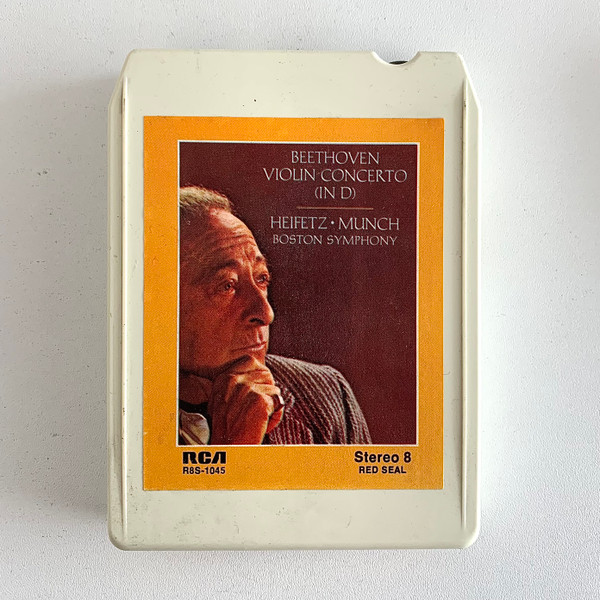 BEETHOVEN
VIOLIN CONCERTO
(IN D)
HEIFETZ • MUNCH
BOSTON SYMPHONY
RCA
R8S-1045
Stereo 8
RED SEAL